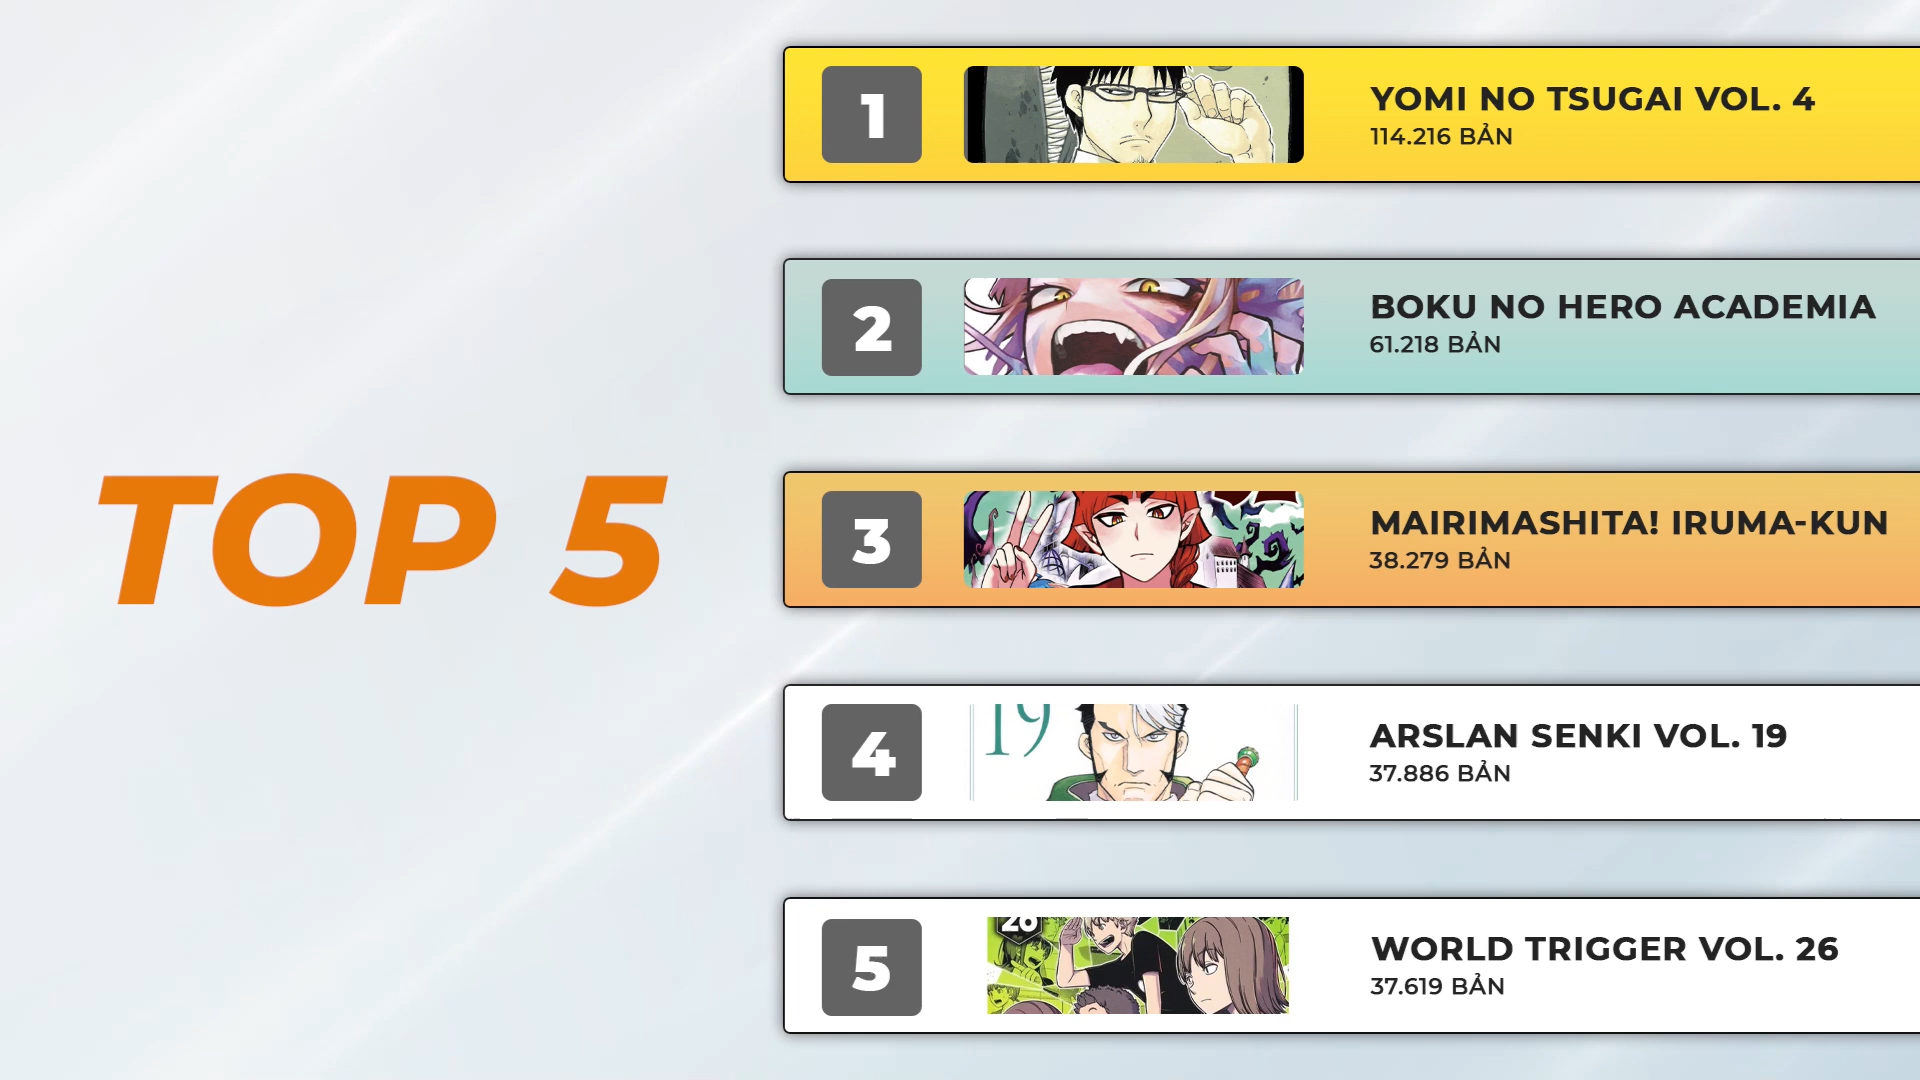 TOP 5
1
YOMI NO TSUGAI VOL. 4
114.216 BẢN
2
BOKU NO HERO ACADEMIA
61.218 BẢN
3
MAIRIMASHITA! IRUMA-KUN
38.279 BẢN
4
19
ARSLAN SENKI VOL. 19
37.886 BẢN
5
26
WORLD TRIGGER VOL. 26
37.619 BẢN